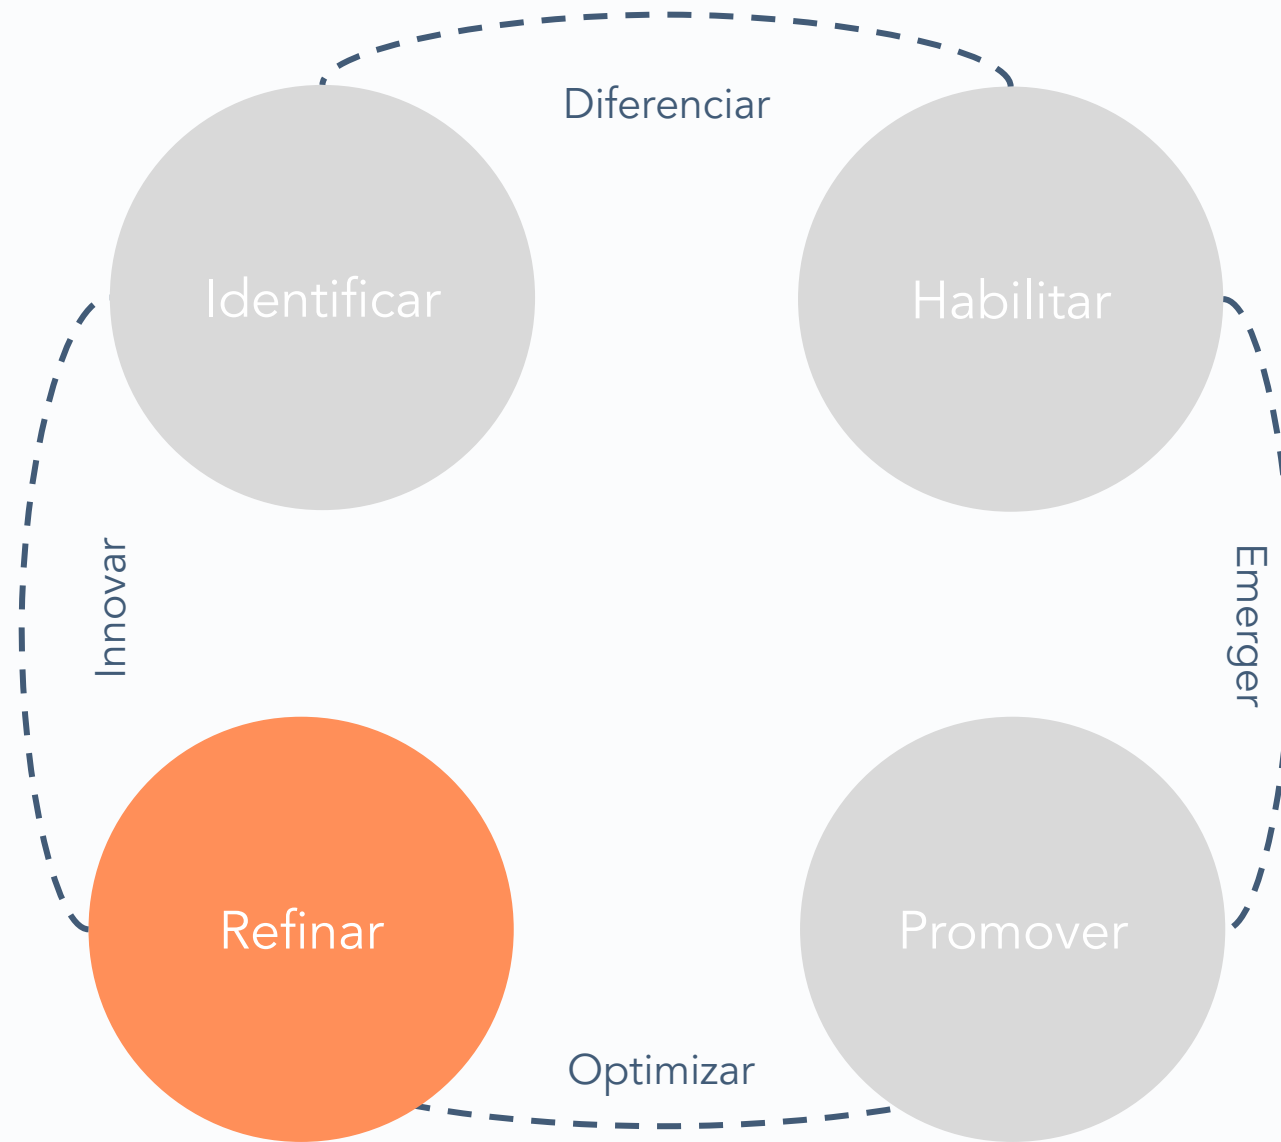 Diferenciar
Identificar
Habilitar
Innovar
Emerger
Refinar
Promover
Optimizar